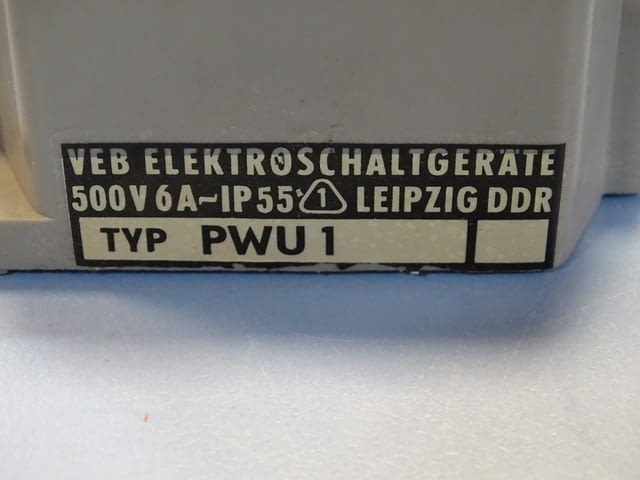 VEB ELEKTROSCHALTGERÄTE
500V 6A~IP55 1 LEIPZIG DDR
TYP PWU 1